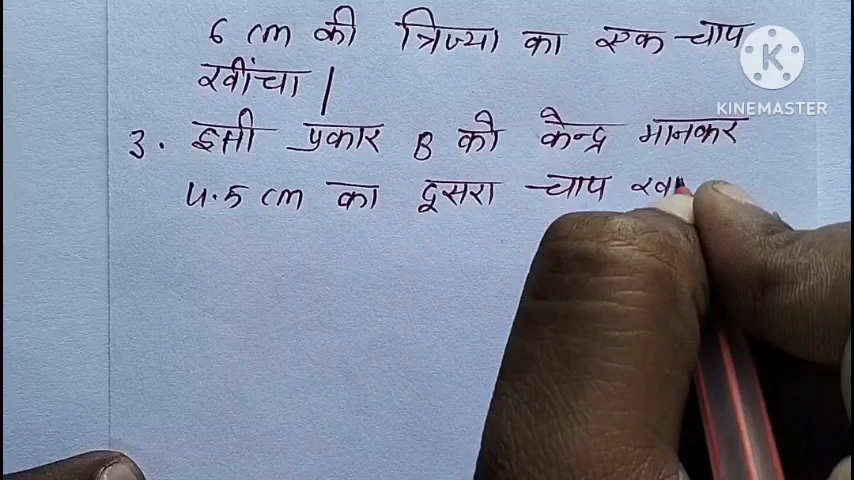 6 cm की त्रिज्या का एक चाप
खींचा |
KINEMASTER
3. इसी प्रकार B को केन्द्र मानकर
4.5 cm का दूसरा चाप